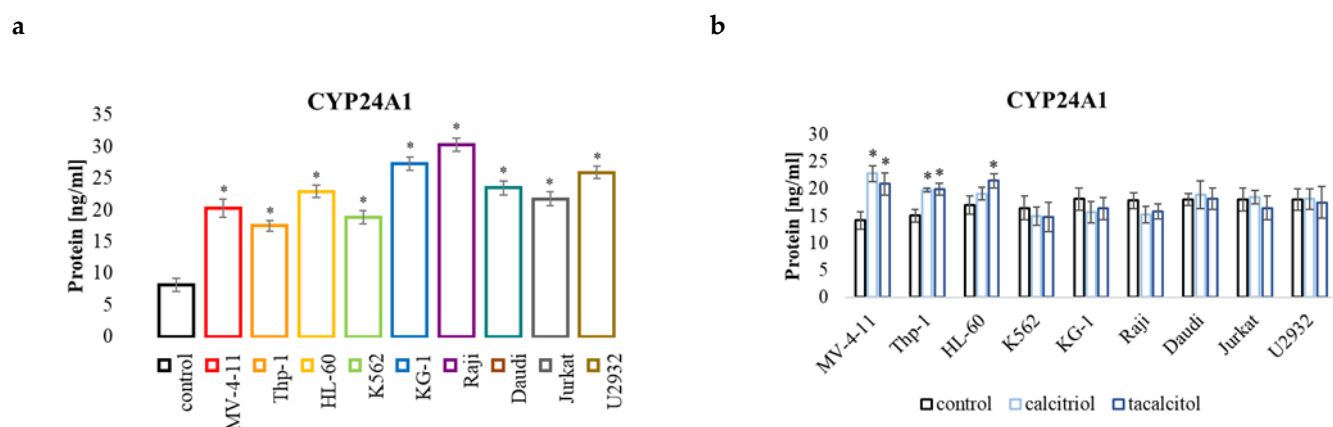 a
CYP24A1
Protein [ng/ml]
35
30
25
20
15
10
5
0
* * * * * * * * *
control
MV-4-11
Thp-1
HL-60
K562
KG-1
Raji
Daudi
Jurkat
U2932
b
CYP24A1
Protein [ng/ml]
30
25
20
15
10
5
0
* * * * *
MV-4-11
Thp-1
HL-60
K562
KG-1
Raji
Daudi
Jurkat
U2932
control calcitriol tacalcitol